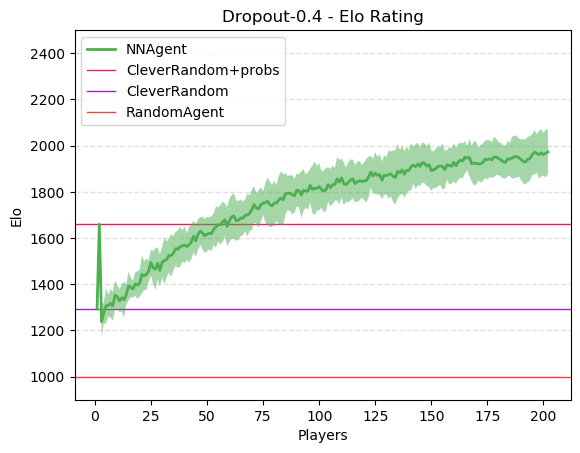 Dropout-0.4 - Elo Rating
NNAgent
CleverRandom+probs
CleverRandom
RandomAgent
2400
2200
2000
1800
1600
1400
1200
1000
Elo
0 25 50 75 100 125 150 175 200
Players